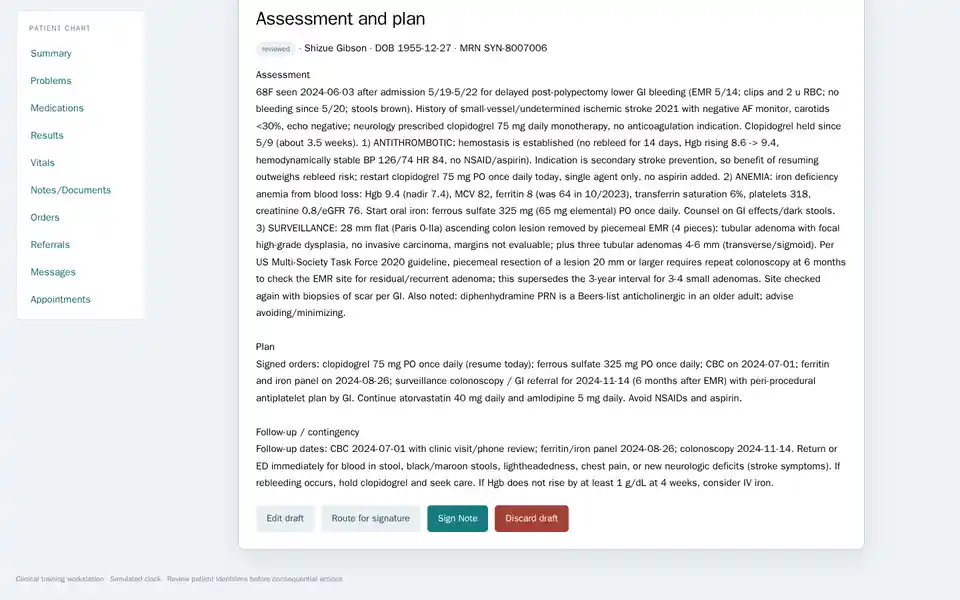 PATIENT CHART
Summary
Problems
Medications
Results
Vitals
Notes/Documents
Orders
Referrals
Messages
Appointments
Assessment and plan
reviewed · Shizue Gibson · DOB 1955-12-27 · MRN SYN-8007006
Assessment
68F seen 2024-06-03 after admission 5/19-5/22 for delayed post-polypectomy lower GI bleeding (EMR 5/14; clips and 2 u RBC; no
bleeding since 5/20; stools brown). History of small-vessel/undetermined ischemic stroke 2021 with negative AF monitor, carotids
<30%, echo negative; neurology prescribed clopidogrel 75 mg daily monotherapy, no anticoagulation indication. Clopidogrel held since
5/9 (about 3.5 weeks). 1) ANTITHROMBOTIC: hemostasis is established (no rebleed for 14 days, Hgb rising 8.6 -> 9.4,
hemodynamically stable BP 126/74 HR 84, no NSAID/aspirin). Indication is secondary stroke prevention, so benefit of resuming
outweighs rebleed risk; restart clopidogrel 75 mg PO once daily today, single agent only, no aspirin added. 2) ANEMIA: iron deficiency
anemia from blood loss: Hgb 9.4 (nadir 7.4), MCV 82, ferritin 8 (was 64 in 10/2023), transferrin saturation 6%, platelets 318,
creatinine 0.8/eGFR 76. Start oral iron: ferrous sulfate 325 mg (65 mg elemental) PO once daily. Counsel on GI effects/dark stools.
3) SURVEILLANCE: 28 mm flat (Paris 0-IIa) ascending colon lesion removed by piecemeal EMR (4 pieces): tubular adenoma with focal
high-grade dysplasia, no invasive carcinoma, margins not evaluable; plus three tubular adenomas 4-6 mm (transverse/sigmoid). Per
US Multi-Society Task Force 2020 guideline, piecemeal resection of a lesion 20 mm or larger requires repeat colonoscopy at 6 months
to check the EMR site for residual/recurrent adenoma; this supersedes the 3-year interval for 3-4 small adenomas. Site checked
again with biopsies of scar per GI. Also noted: diphenhydramine PRN is a Beers-list anticholinergic in an older adult; advise
avoiding/minimizing.
Plan
Signed orders: clopidogrel 75 mg PO once daily (resume today); ferrous sulfate 325 mg PO once daily; CBC on 2024-07-01; ferritin
and iron panel on 2024-08-26; surveillance colonoscopy / GI referral for 2024-11-14 (6 months after EMR) with peri-procedural
antiplatelet plan by GI. Continue atorvastatin 40 mg daily and amlodipine 5 mg daily. Avoid NSAIDs and aspirin.
Follow-up / contingency
Follow-up dates: CBC 2024-07-01 with clinic visit/phone review; ferritin/iron panel 2024-08-26; colonoscopy 2024-11-14. Return or
ED immediately for blood in stool, black/maroon stools, lightheadedness, chest pain, or new neurologic deficits (stroke symptoms). If
rebleeding occurs, hold clopidogrel and seek care. If Hgb does not rise by at least 1 g/dL at 4 weeks, consider IV iron.
Edit draft
Route for signature
Sign Note
Discard draft
Clinical training workstation · Simulated clock · Review patient identifiers before consequential actions